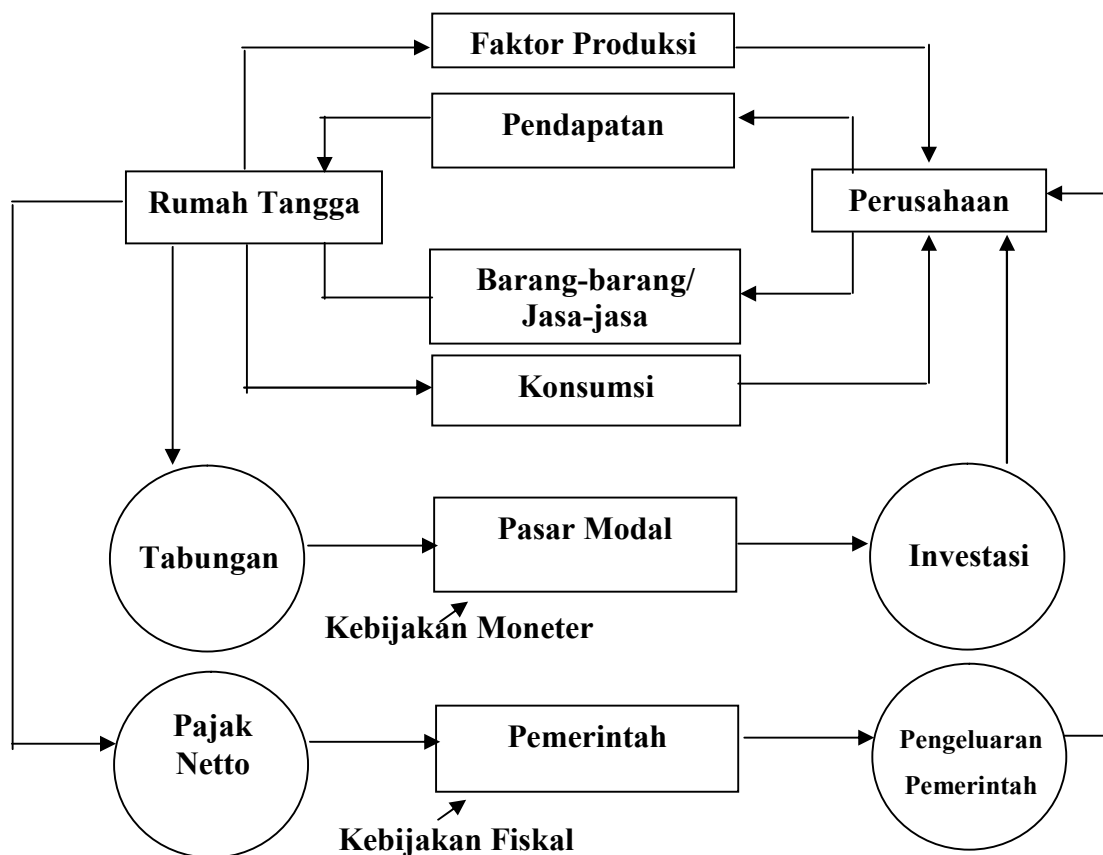 Faktor Produksi
Pendapatan
Rumah Tangga
Perusahaan
Barang-barang/
Jasa-jasa
Konsumsi
Tabungan
Pasar Modal
Investasi
Kebijakan Moneter
Pajak
Netto
Pemerintah
Pengeluaran
Pemerintah
Kebijakan Fiskal